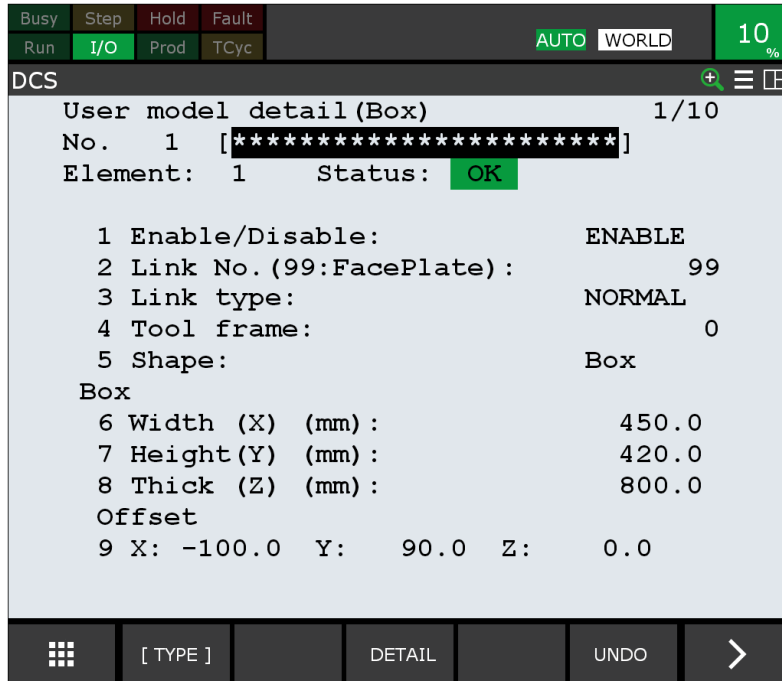 Busy Step Hold Fault
Run I/O Prod TCyc AUTO WORLD 10 %
DCS
User model detail(Box) 1/10
No. 1 [***********************]
Element: 1 Status: OK
1 Enable/Disable: ENABLE
2 Link No.(99:FacePlate): 99
3 Link type: NORMAL
4 Tool frame: 0
5 Shape: Box
Box
6 Width (X) (mm): 450.0
7 Height(Y) (mm): 420.0
8 Thick (Z) (mm): 800.0
Offset
9 X: -100.0 Y: 90.0 Z: 0.0
[ TYPE ] DETAIL UNDO